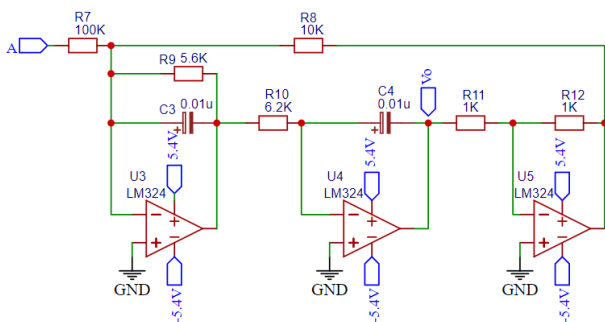 R7
100K
A
R8
10K
R9 5.6K
C3 0.01u
R10
6.2K
C4
0.01u
Vo
R11
1K
R12
1K
U3
LM324
5.4V
-5.4V
GND
U4
LM324
5.4V
-5.4V
GND
U5
LM324
5.4V
-5.4V
GND